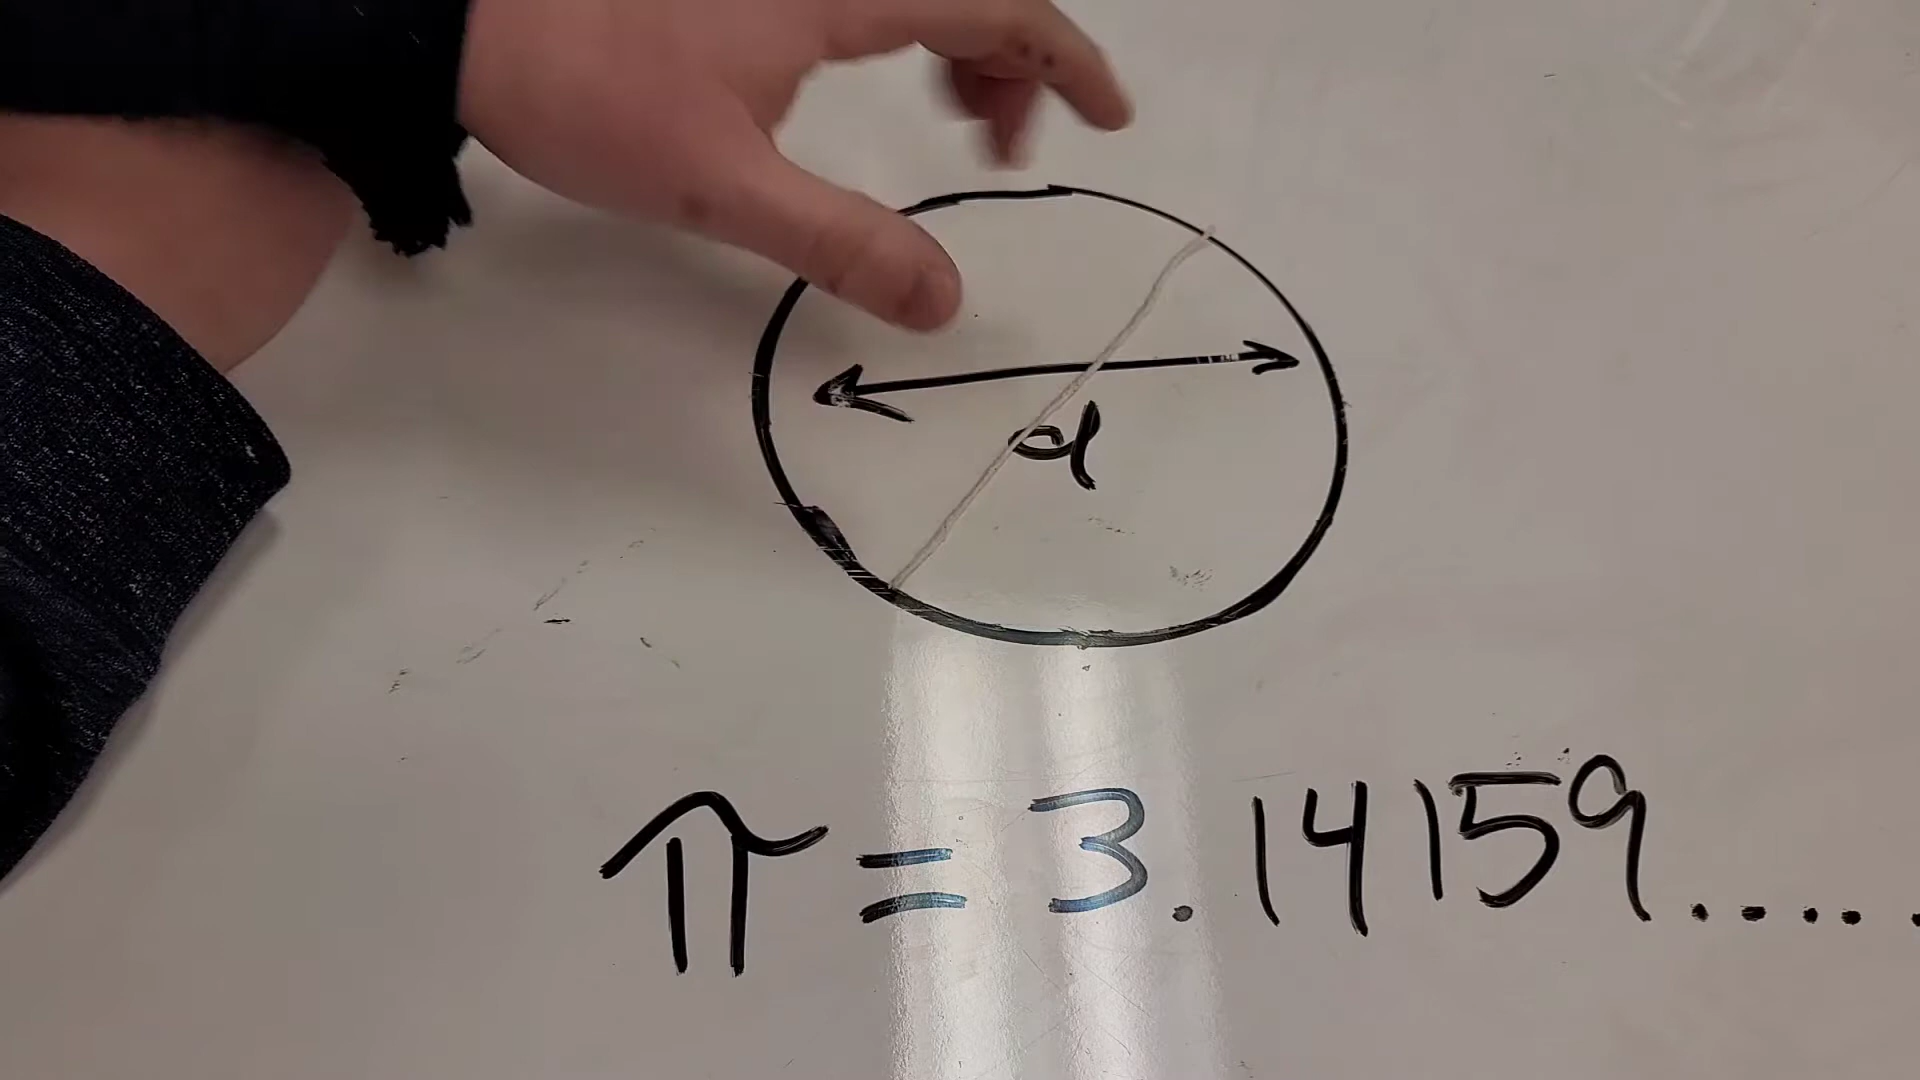 d
π = 3.14159.....